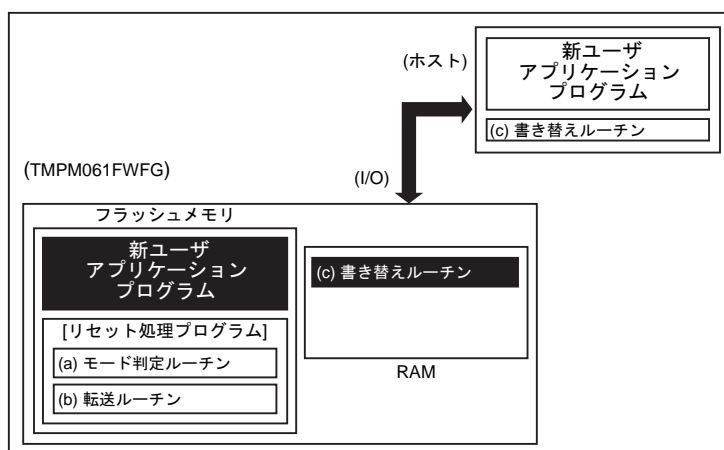 (ホスト)
新ユーザ
アプリケーション
プログラム
(c) 書き替えルーチン
(TMPM061FWFG)
(I/O)
フラッシュメモリ
新ユーザ
アプリケーション
プログラム
[リセット処理プログラム]
(a) モード判定ルーチン
(b) 転送ルーチン
(c) 書き替えルーチン
RAM